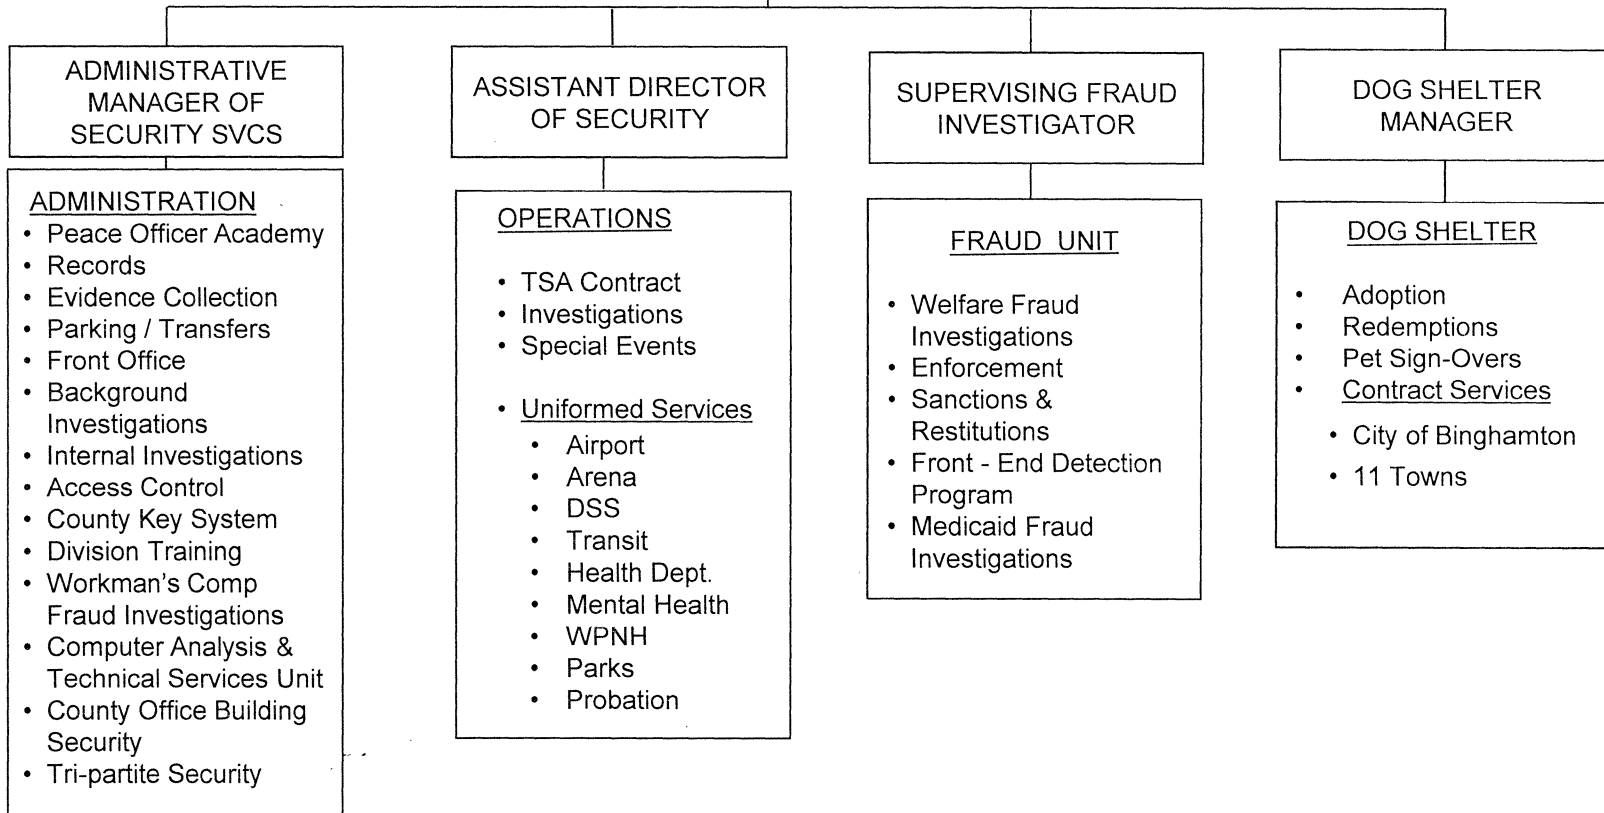 ADMINISTRATIVE
MANAGER OF
SECURITY SVCS
ADMINISTRATION
• Peace Officer Academy
• Records
• Evidence Collection
• Parking / Transfers
• Front Office
• Background
Investigations
• Internal Investigations
• Access Control
• County Key System
• Division Training
• Workman's Comp
Fraud Investigations
• Computer Analysis &
Technical Services Unit
• County Office Building
Security
• Tri-partite Security
ASSISTANT DIRECTOR
OF SECURITY
OPERATIONS
• TSA Contract
• Investigations
• Special Events
• Uniformed Services
• Airport
• Arena
• DSS
• Transit
• Health Dept.
• Mental Health
• WPNH
• Parks
• Probation
SUPERVISING FRAUD
INVESTIGATOR
FRAUD UNIT
• Welfare Fraud
Investigations
• Enforcement
• Sanctions &
Restitutions
• Front - End Detection
Program
• Medicaid Fraud
Investigations
DOG SHELTER
MANAGER
DOG SHELTER
• Adoption
• Redemptions
• Pet Sign-Overs
• Contract Services
• City of Binghamton
• 11 Towns